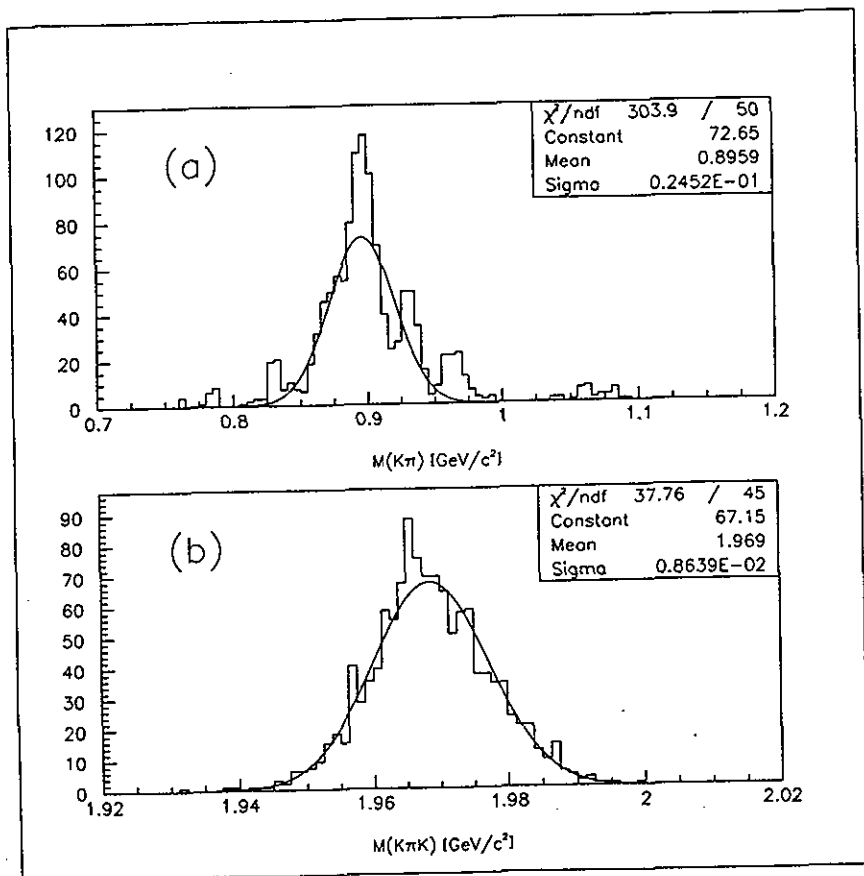 χ²/ndf 303.9 / 50
Constant 72.65
Mean 0.8959
Sigma 0.2452E-01
(a)
120
100
80
60
40
20
0
0.7 0.8 0.9 1 1.1 1.2
M(Kπ) [GeV/c²]
χ²/ndf 37.76 / 45
Constant 67.15
Mean 1.969
Sigma 0.8639E-02
(b)
90
80
70
60
50
40
30
20
10
0
1.92 1.94 1.96 1.98 2 2.02
M(KπK) [GeV/c²]